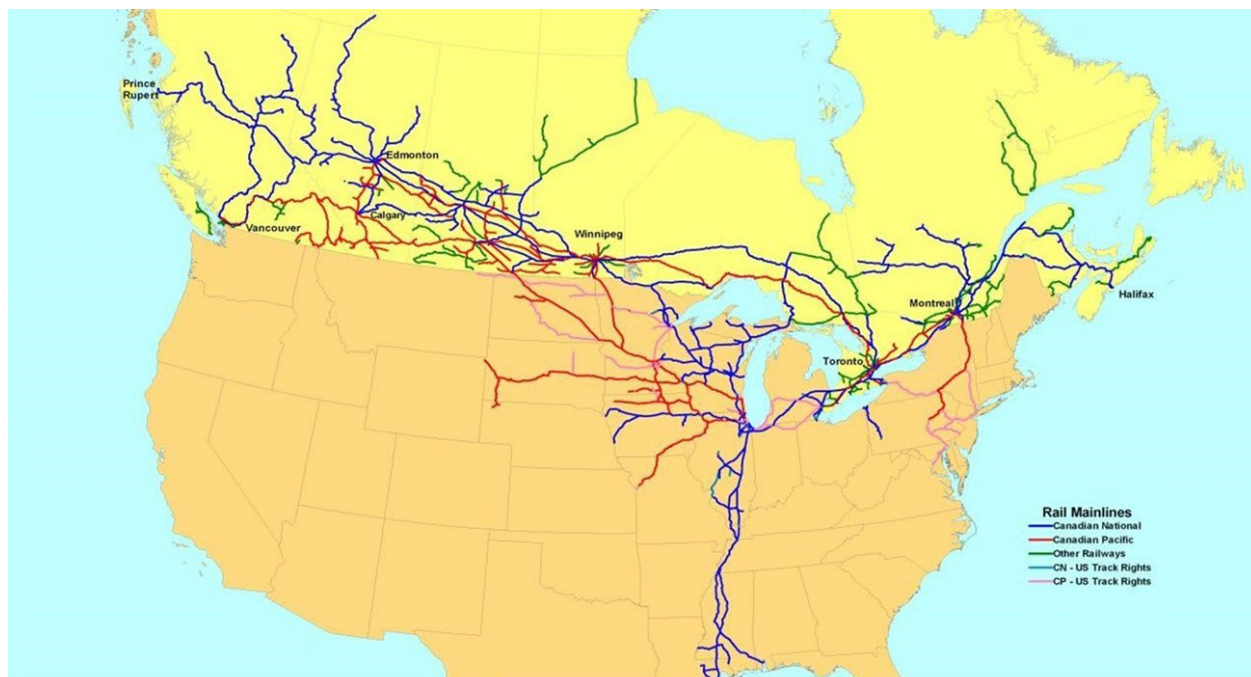 Prince
Rupert
Edmonton
Calgary
Vancouver
Winnipeg
Montreal
Halifax
Toronto
Rail Mainlines
Canadian National
Canadian Pacific
Other Railways
CN - US Track Rights
CP - US Track Rights